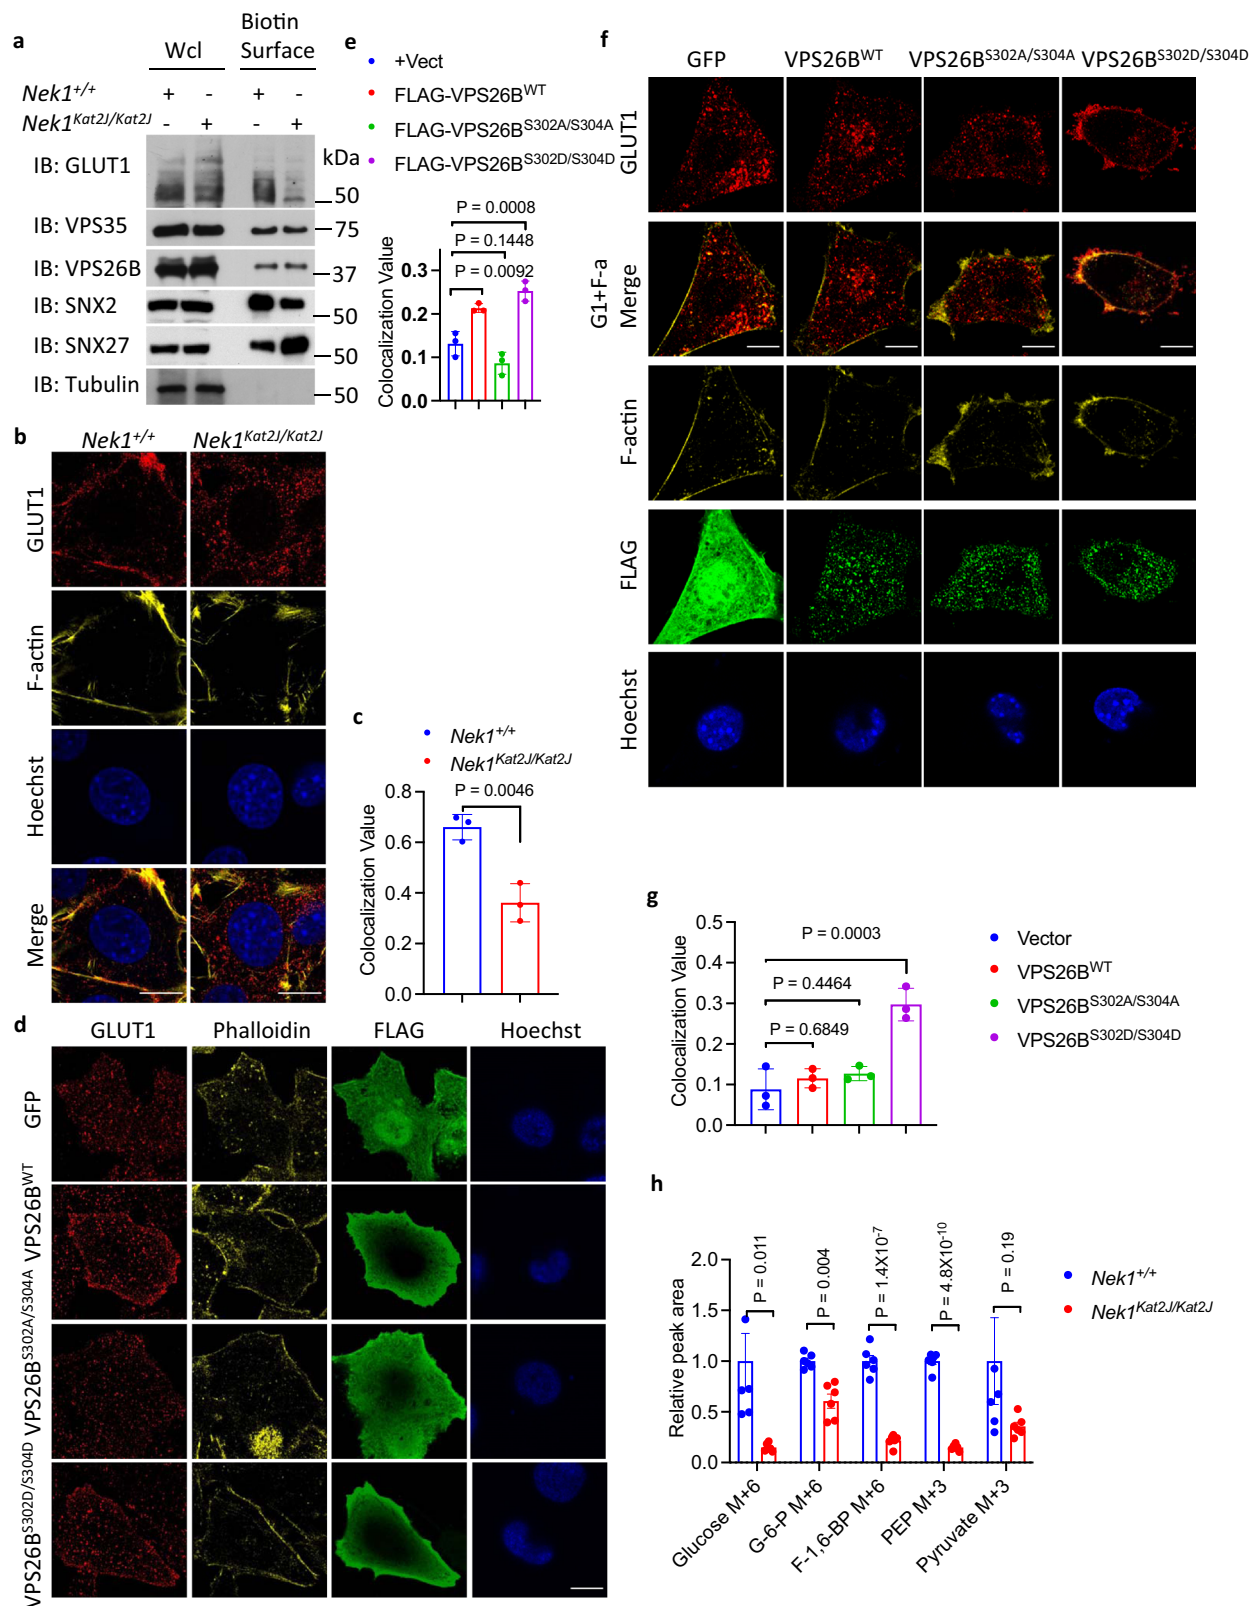 a
Wcl
Biotin
Surface
Nek1+/+ + - + -
Nek1Kat2J/Kat2J - + - +
kDa
IB: GLUT1
50
IB: VPS35
75
IB: VPS26B
37
IB: SNX2
50
IB: SNX27
50
IB: Tubulin
50
b
Nek1+/+ Nek1Kat2J/Kat2J
GLUT1
F-actin
Hoechst
Merge
c
Nek1+/+
Nek1Kat2J/Kat2J
P = 0.0046
Colocalization Value
0.8
0.6
0.4
0.2
0.0
d
GLUT1 Phalloidin FLAG Hoechst
GFP
VPS26BWT
VPS26BS302A/S304A
VPS26BS302D/S304D
e
+Vect
FLAG-VPS26BWT
FLAG-VPS26BS302A/S304A
FLAG-VPS26BS302D/S304D
P = 0.0008
P = 0.1448
P = 0.0092
Colocalization Value
0.3
0.2
0.1
0.0
f
GFP VPS26BWT VPS26BS302A/S304A VPS26BS302D/S304D
GLUT1
G1+F-a
Merge
F-actin
FLAG
Hoechst
g
P = 0.0003
P = 0.4464
P = 0.6849
Colocalization Value
0.5
0.4
0.3
0.2
0.1
0.0
Vector
VPS26BWT
VPS26BS302A/S304A
VPS26BS302D/S304D
h
P = 0.011
P = 0.004
P = 1.4X10-7
P = 4.8X10-10
P = 0.19
Nek1+/+
Nek1Kat2J/Kat2J
Relative peak area
2.0
1.5
1.0
0.5
0.0
Glucose M+6
G-6-P M+6
F-1,6-BP M+6
PEP M+3
Pyruvate M+3